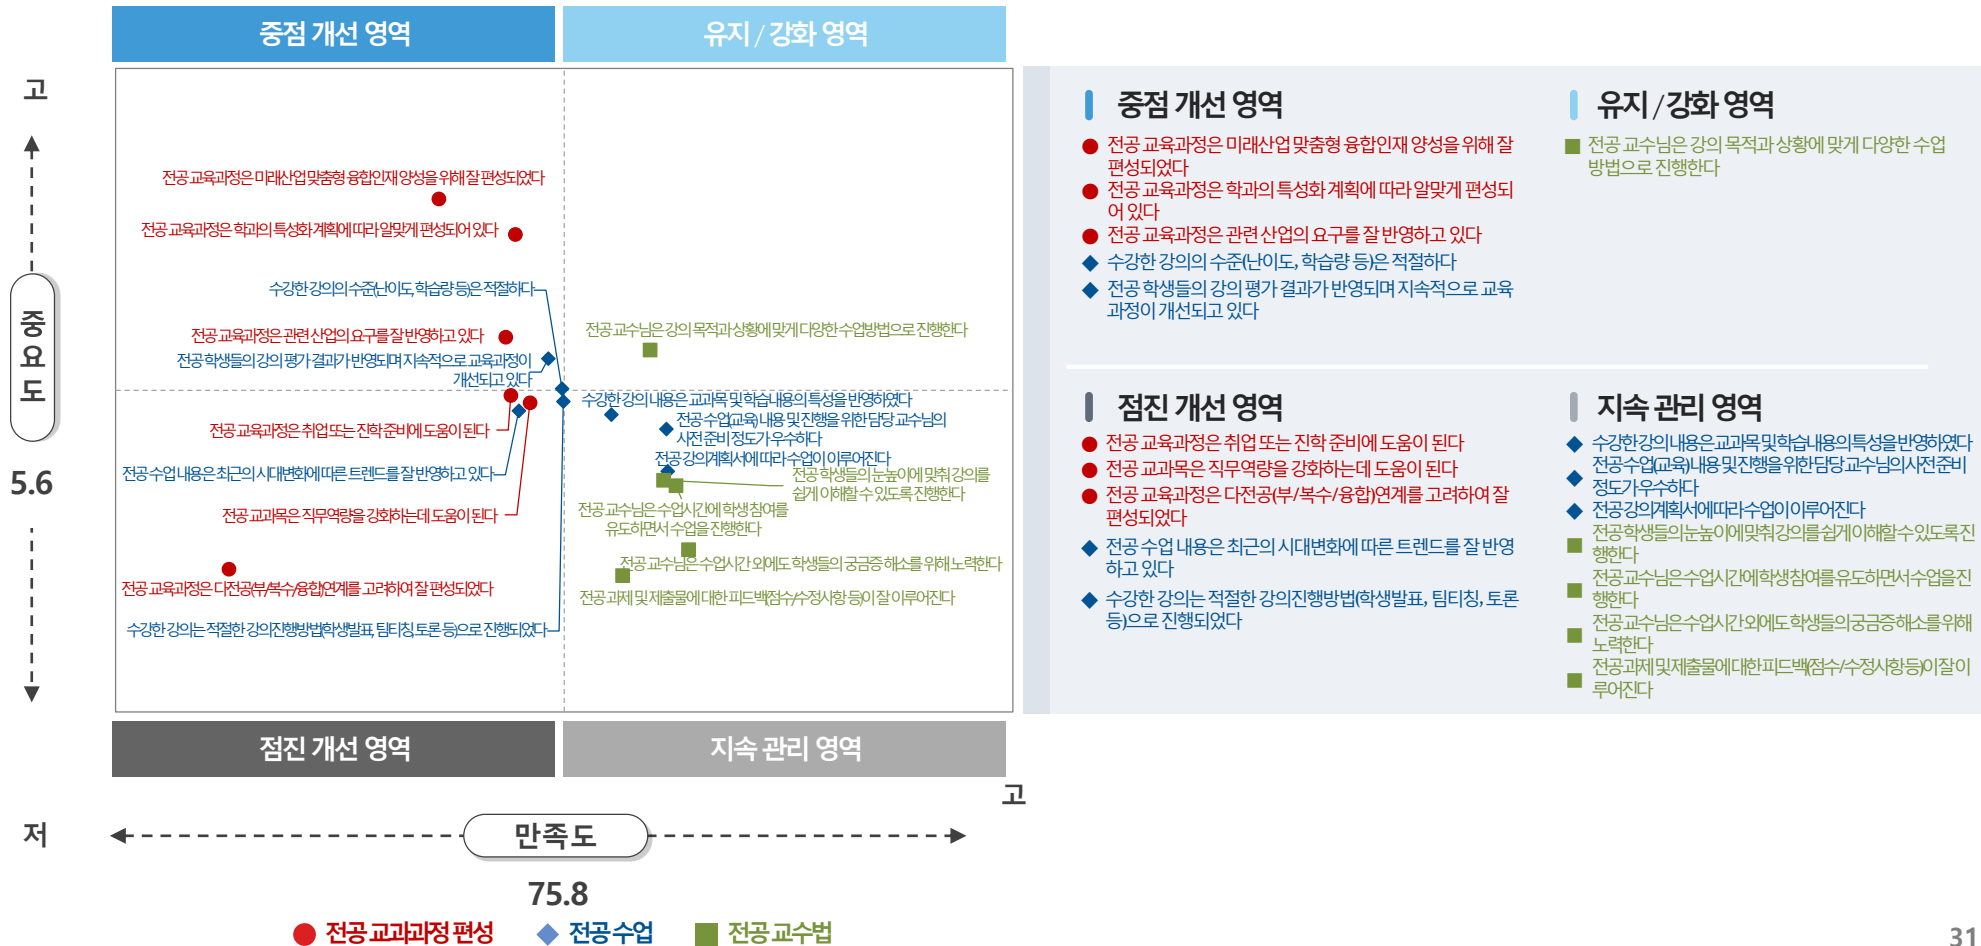 중점 개선 영역
유지 / 강화 영역
고
전공 교육과정은 미래산업 맞춤형 융합인재 양성을 위해 잘 편성되었다
전공 교육과정은 학과의 특성화 계획에 따라 알맞게 편성되어 있다
수강한 강의의 수준(난이도, 학습량 등)은 적절하다
전공 교육과정은 관련 산업의 요구를 잘 반영하고 있다
전공 학생들의 강의 평가 결과가 반영되며 지속적으로 교육과정이
개선되고 있다
전공 교수님은 강의 목적과 상황에 맞게 다양한 수업방법으로 진행한다
중요도
5.6
수강한 강의 내용은 교과목 및 학습내용의 특성을 반영하였다
전공 수업(교육) 내용 및 진행을 위한 담당 교수님의
사전 준비 정도가 우수하다
전공 강의계획서에 따라 수업이 이루어진다
전공 학생들의 눈높이에 맞춰 강의를
쉽게 이해할 수 있도록 진행한다
전공 교육과정은 취업 또는 진학 준비에 도움이 된다
전공 수업 내용은 최근의 시대변화에 따른 트렌드를 잘 반영하고 있다
전공 교과목은 직무역량을 강화하는데 도움이 된다
전공 교수님은 수업시간에 학생 참여를
유도하면서 수업을 진행한다
전공 교수님은 수업시간 외에도 학생들의 궁금증 해소를 위해 노력한다
전공 교육과정은 다전공(부/복수/융합)연계를 고려하여 잘 편성되었다
전공 과제 및 제출물에 대한 피드백(점수/수정사항 등)이 잘 이루어진다
수강한 강의는 적절한 강의진행방법(학생발표, 팀티칭, 토론 등)으로 진행되었다
점진 개선 영역
지속 관리 영역
고
저
만족도
75.8
전공 교과과정 편성
전공 수업
전공 교수법
중점 개선 영역
전공 교육과정은 미래산업 맞춤형 융합인재 양성을 위해 잘
편성되었다
전공 교육과정은 학과의 특성화 계획에 따라 알맞게 편성되
어 있다
전공 교육과정은 관련 산업의 요구를 잘 반영하고 있다
수강한 강의의 수준(난이도, 학습량 등)은 적절하다
전공 학생들의 강의 평가 결과가 반영되며 지속적으로 교육
과정이 개선되고 있다
유지 / 강화 영역
전공 교수님은 강의 목적과 상황에 맞게 다양한 수업
방법으로 진행한다
점진 개선 영역
전공 교육과정은 취업 또는 진학 준비에 도움이 된다
전공 교과목은 직무역량을 강화하는데 도움이 된다
전공 교육과정은 다전공(부/복수/융합)연계를 고려하여 잘
편성되었다
전공 수업 내용은 최근의 시대변화에 따른 트렌드를 잘 반영
하고 있다
수강한 강의는 적절한 강의진행방법(학생발표, 팀티칭, 토론
등)으로 진행되었다
지속 관리 영역
수강한 강의 내용은 교과목 및 학습내용의 특성을 반영하였다
전공 수업(교육) 내용 및 진행을 위한 담당 교수님의 사전 준비
정도가 우수하다
전공 강의계획서에 따라 수업이 이루어진다
전공 학생들의 눈높이에 맞춰 강의를 쉽게 이해할 수 있도록 진
행한다
전공 교수님은 수업시간에 학생 참여를 유도하면서 수업을 진
행한다
전공 교수님은 수업시간 외에도 학생들의 궁금증 해소를 위해
노력한다
전공 과제 및 제출물에 대한 피드백(점수/수정사항 등)이 잘 이
루어진다
31